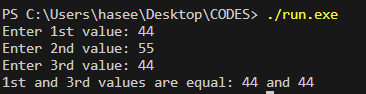 PS C:\Users\hasee\Desktop\CODES> ./run.exe
Enter 1st value: 44
Enter 2nd value: 55
Enter 3rd value: 44
1st and 3rd values are equal: 44 and 44